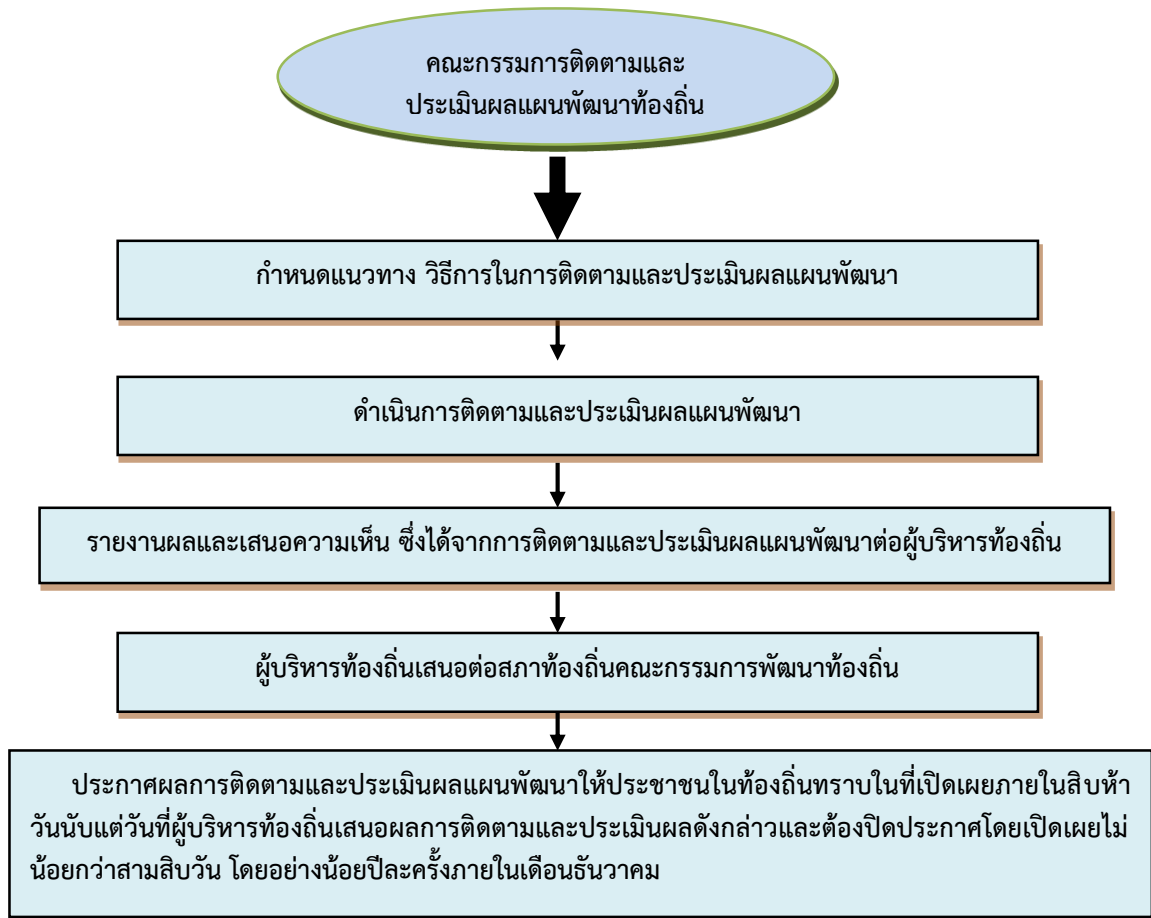 คณะกรรมการติดตามและ
ประเมินผลแผนพัฒนาท้องถิ่น
กำหนดแนวทาง วิธีการในการติดตามและประเมินผลแผนพัฒนา
ดำเนินการติดตามและประเมินผลแผนพัฒนา
รายงานผลและเสนอความเห็น ซึ่งได้จากการติดตามและประเมินผลแผนพัฒนาต่อผู้บริหารท้องถิ่น
ผู้บริหารท้องถิ่นเสนอต่อสภาท้องถิ่นคณะกรรมการพัฒนาท้องถิ่น
ประกาศผลการติดตามและประเมินผลแผนพัฒนาให้ประชาชนในท้องถิ่นทราบในที่เปิดเผยภายในสิบห้า
วันนับแต่วันที่ผู้บริหารท้องถิ่นเสนอผลการติดตามและประเมินผลดังกล่าวและต้องปิดประกาศโดยเปิดเผยไม่
น้อยกว่าสามสิบวัน โดยอย่างน้อยปีละครั้งภายในเดือนธันวาคม